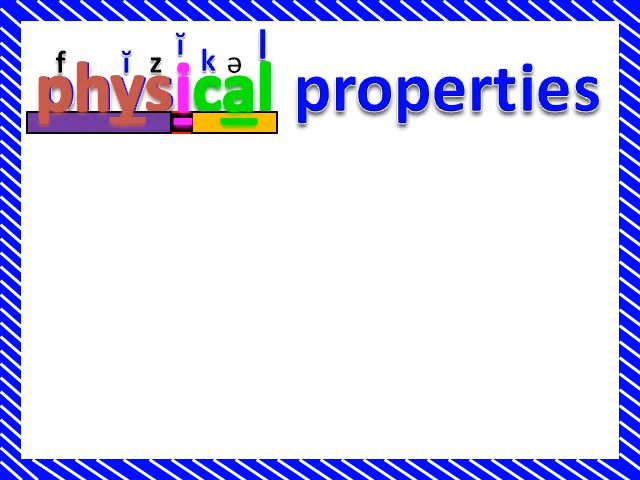 f ĭ z ĭ k ə l
physical properties